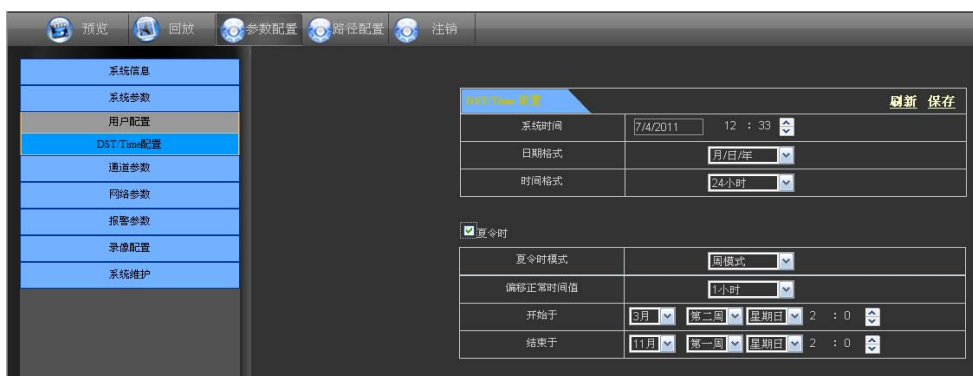 预览 回放 参数配置 路径配置 注销
系统信息
系统参数
用户配置
DST/Time配置
通道参数
网络参数
报警参数
录像配置
系统维护
DST/Time 设置 刷新 保存
系统时间 7/4/2011 12 : 33
日期格式 月/日/年
时间格式 24小时
夏令时
夏令时模式 周模式
偏移正常时间值 1小时
开始于 3月 第二周 星期日 2 : 0
结束于 11月 第一周 星期日 2 : 0